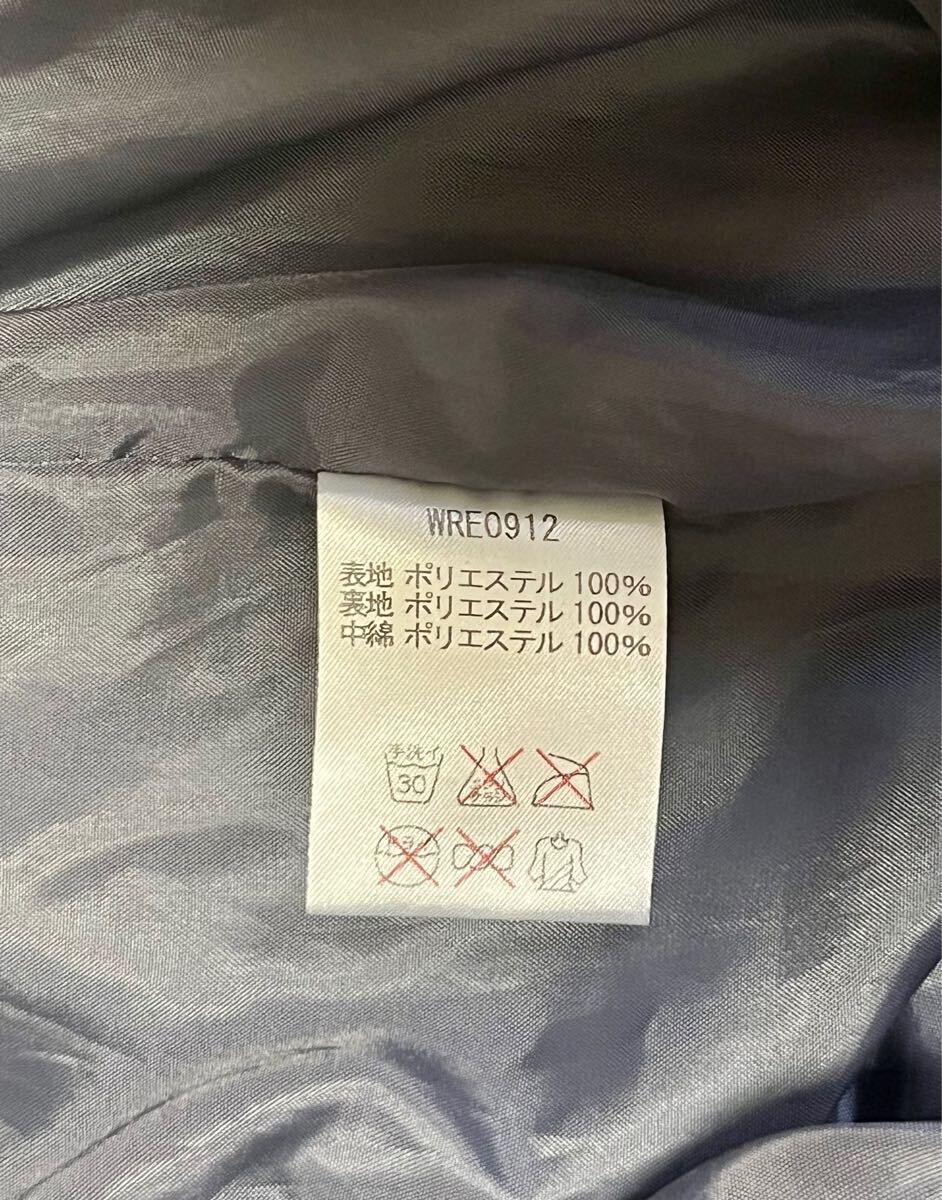 WRE0912
表地 ポリエステル 100%
裏地 ポリエステル 100%
中綿 ポリエステル 100%
手洗イ
30